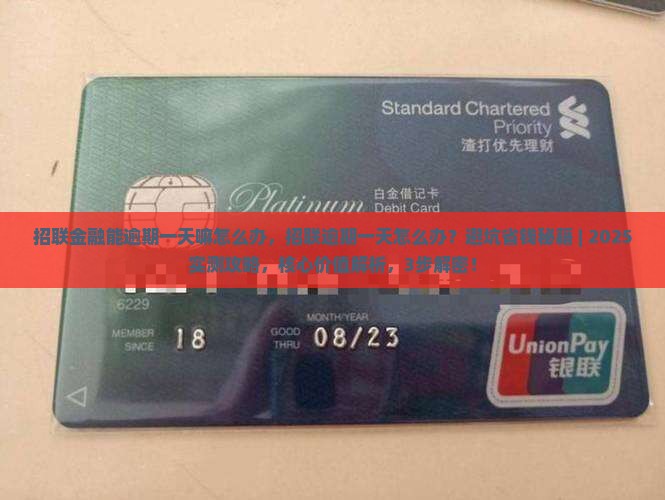 Standard Chartered
Priority
渣打优先理财
Platinum 白金借记卡
Debit Card
招联金融能逾期一天嘛怎么办，招联逾期一天怎么办？避坑省钱秘籍 | 2025
实测攻略，核心价值解析，3步解惑！
6229
MONTH/YEAR
MEMBER SINCE 18 GOOD THRU 08/23
UnionPay
银联